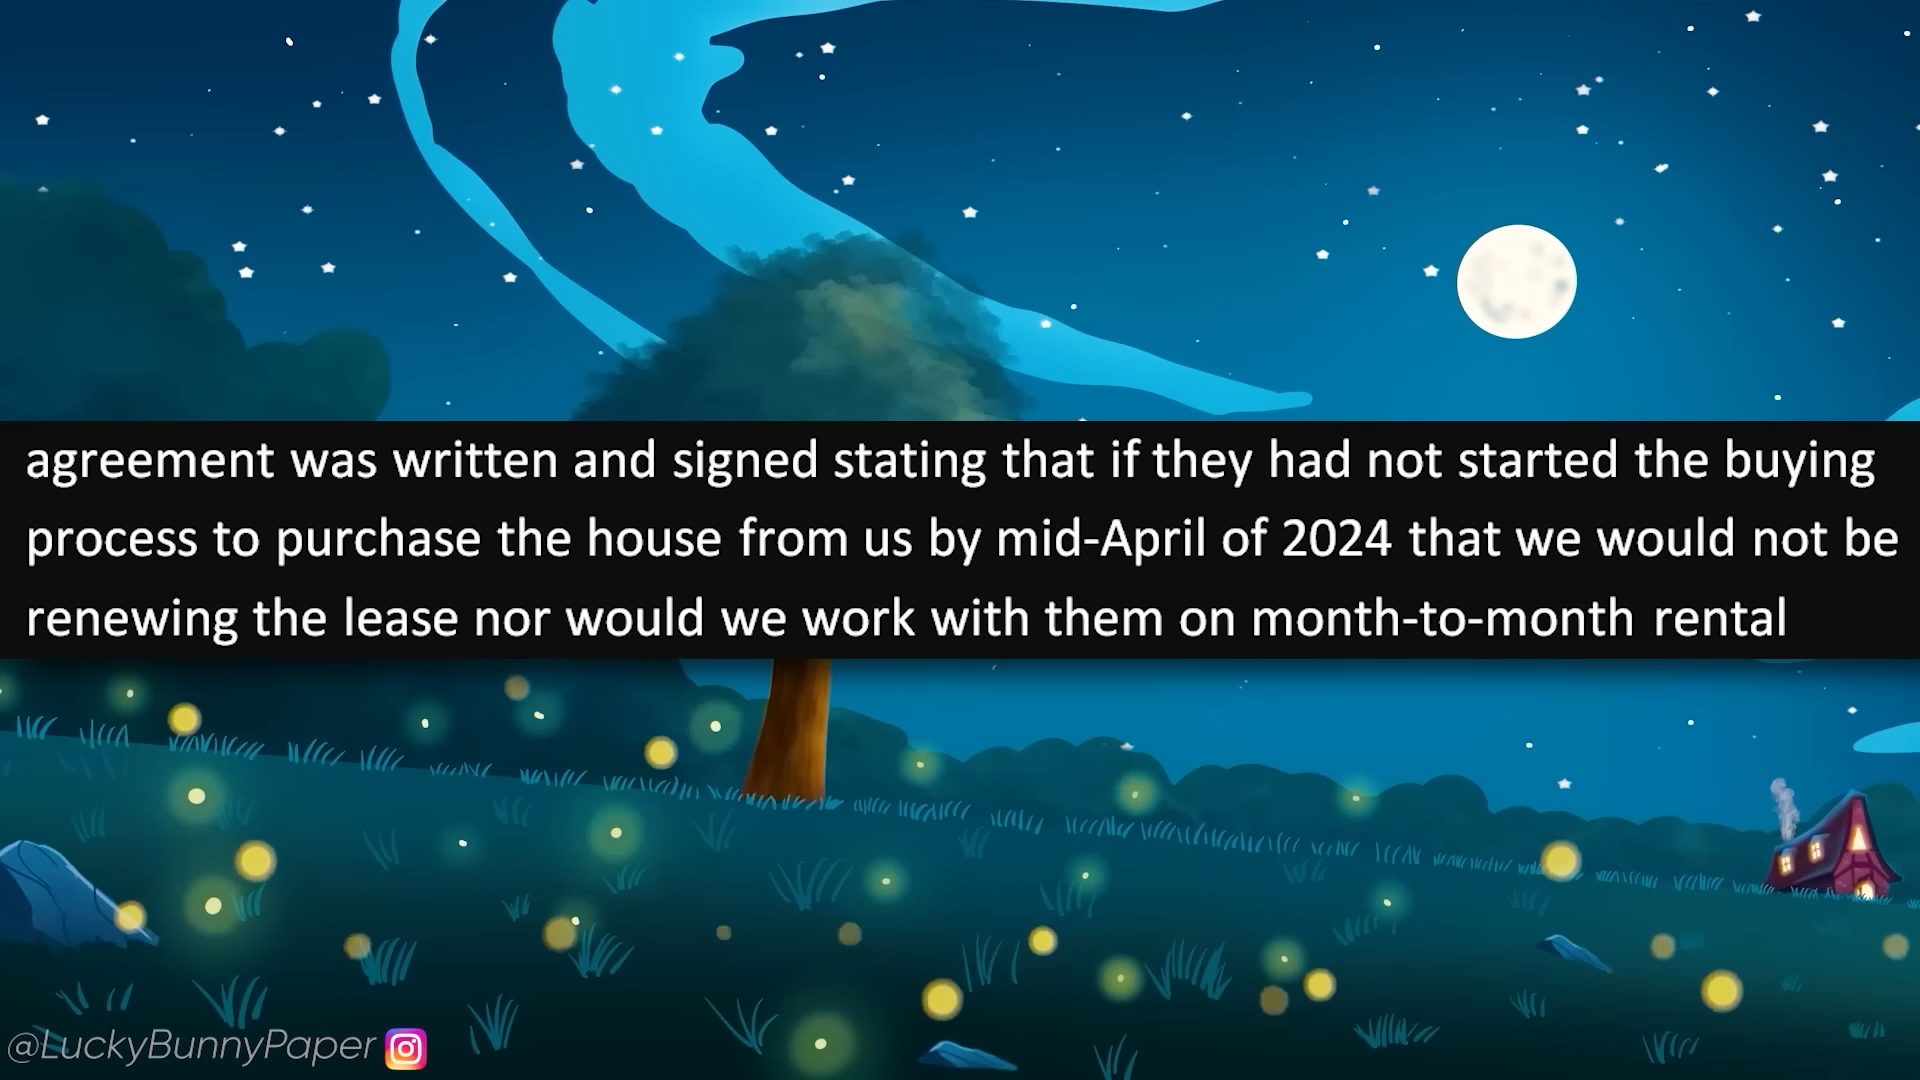 agreement was written and signed stating that if they had not started the buying
process to purchase the house from us by mid-April of 2024 that we would not be
renewing the lease nor would we work with them on month-to-month rental
@LuckyBunnyPaper